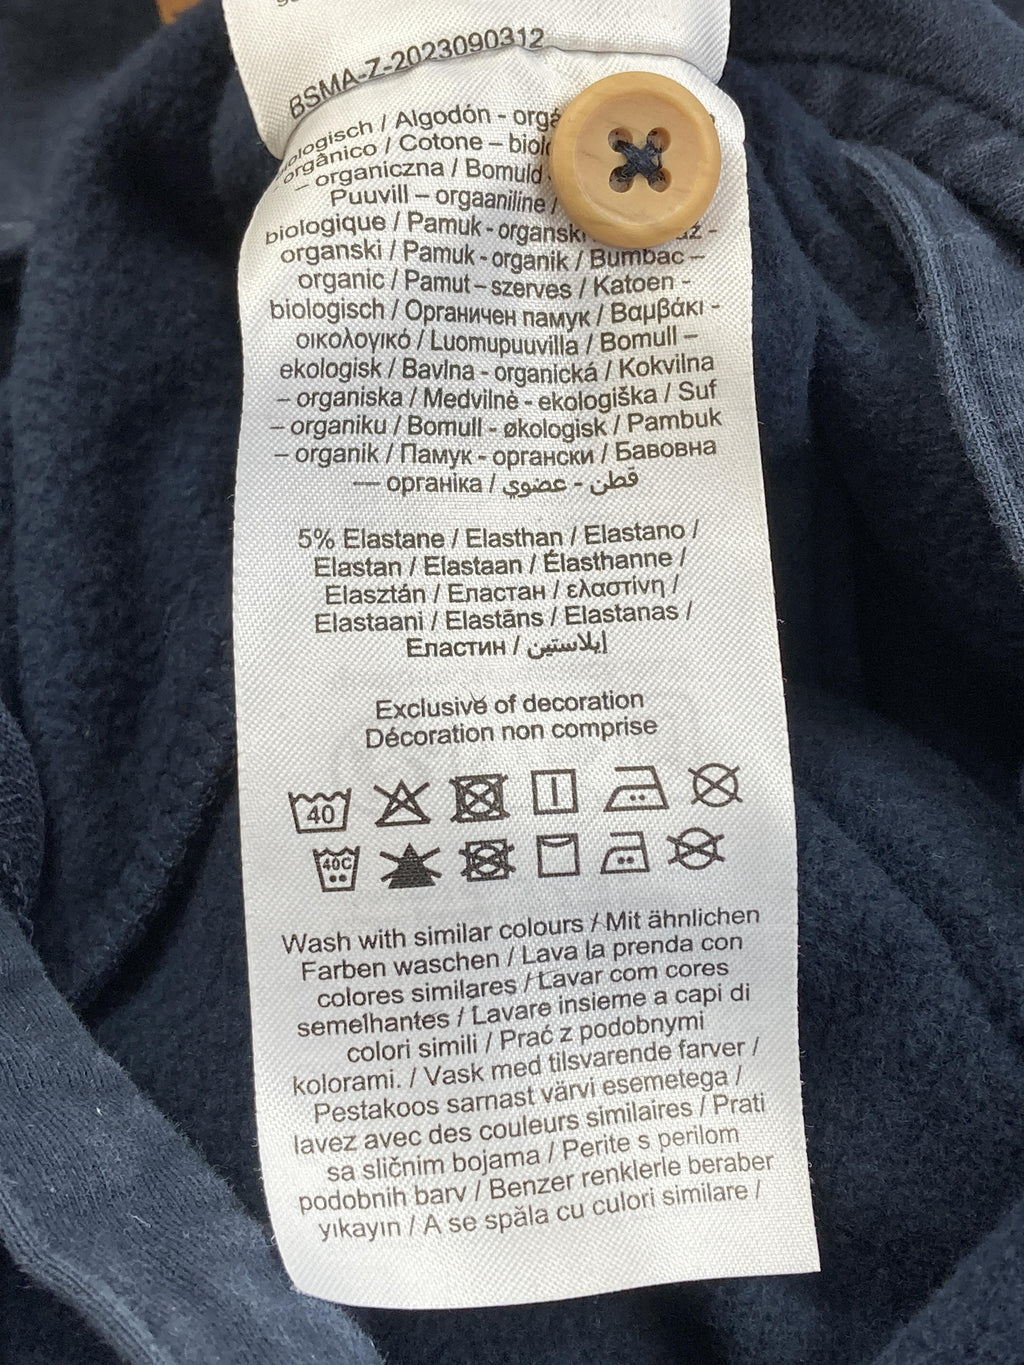 BSMA-Z-2023090312
ologisch / Algodón - orgá
orgânico / Cotone – biolo
– organiczna / Bomuld
Puuvill – orgaaniline /
biologique / Pamuk - organski
organski / Pamuk - organik / Bumbac –
organic / Pamut – szerves / Katoen -
biologisch / Органичен памук / Βαμβάκι -
οικολογικό / Luomupuuvilla / Bomull –
ekologisk / Bavlna - organická / Kokvilna
– organiska / Medvilnė - ekologiška / Suf
– organiku / Bomull - økologisk / Pambuk
– organik / Памук - органски / Бавовна
— органіка / قطن - عضوي
5% Elastane / Elasthan / Elastano /
Elastan / Elastaan / Élasthanne /
Elasztán / Еластан / ελαστίνη /
Elastaani / Elastāns / Elastanas /
Еластин / إيلاستين
Exclusive of decoration
Décoration non comprise
40
40C
Wash with similar colours / Mit ähnlichen
Farben waschen / Lava la prenda con
colores similares / Lavar com cores
semelhantes / Lavare insieme a capi di
colori simili / Prać z podobnymi
kolorami. / Vask med tilsvarende farver /
Pestakoos sarnast värvi esemetega /
lavez avec des couleurs similaires / Prati
sa sličnim bojama / Perite s perilom
podobnih barv / Benzer renklerle beraber
yıkayın / A se spăla cu culori similare /